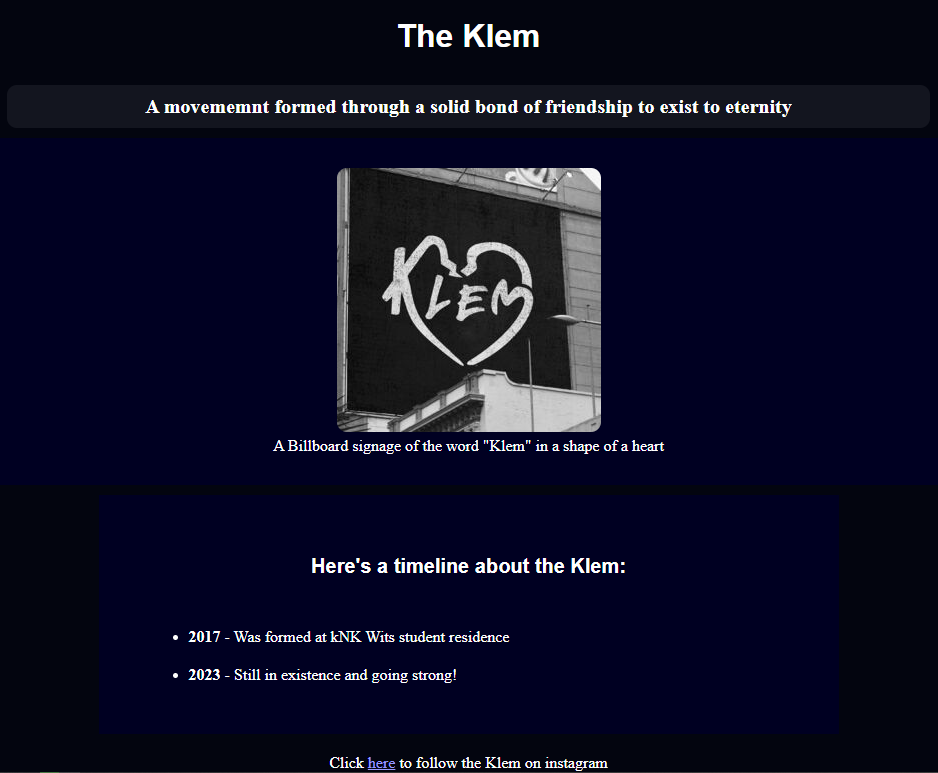 The Klem
A movememnt formed through a solid bond of friendship to exist to eternity
KLEM
A Billboard signage of the word "Klem" in a shape of a heart
Here's a timeline about the Klem:
• 2017 - Was formed at kNK Wits student residence
• 2023 - Still in existence and going strong!
Click here to follow the Klem on instagram